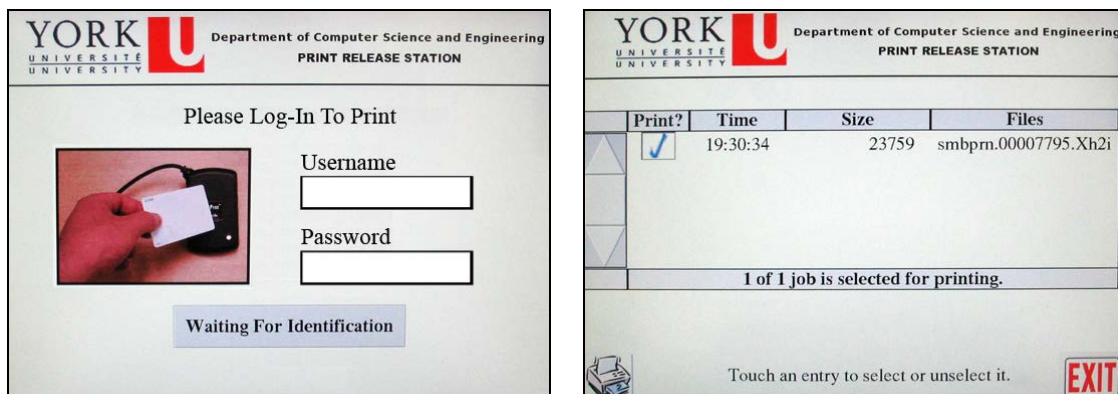 YORK U
UNIVERSITÉ
UNIVERSITY
Department of Computer Science and Engineering
PRINT RELEASE STATION
Please Log-In To Print
Username
Password
Waiting For Identification
YORK U
UNIVERSITÉ
UNIVERSITY
Department of Computer Science and Engineering
PRINT RELEASE STATION
Print? Time Size Files
19:30:34 23759 smbprn.00007795.Xh2i
1 of 1 job is selected for printing.
Touch an entry to select or unselect it.
EXIT